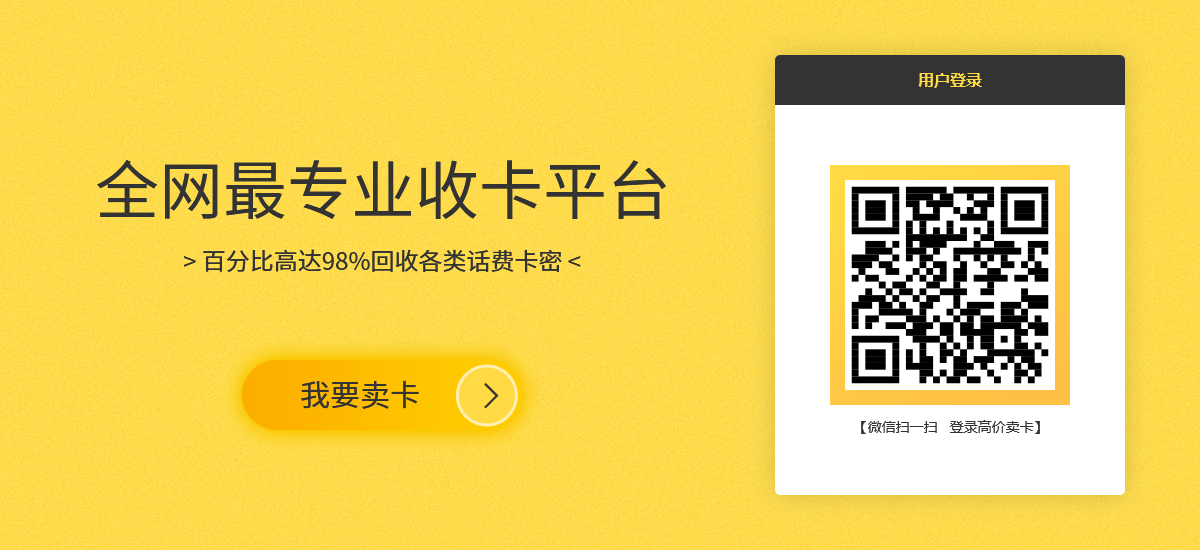 全网最专业收卡平台
> 百分比高达98%回收各类话费卡密 <
我要卖卡
用户登录
【微信扫一扫 登录高价卖卡】